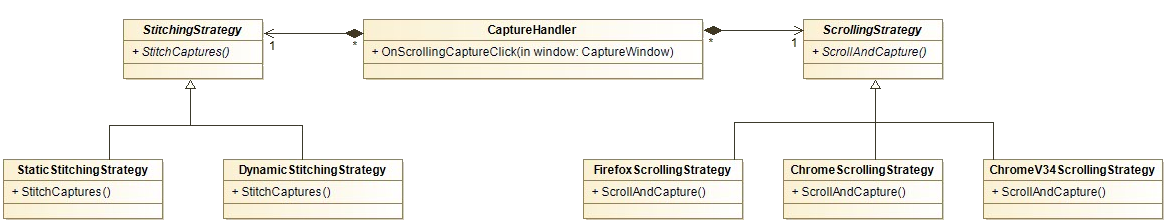 StitchingStrategy
+ StitchCaptures()
1
*
CaptureHandler
+ OnScrollingCaptureClick(in window: CaptureWindow)
*
1
ScrollingStrategy
+ ScrollAndCapture()
StaticStitchingStrategy
+ StitchCaptures()
DynamicStitchingStrategy
+ StitchCaptures()
FirefoxScrollingStrategy
+ ScrollAndCapture()
ChromeScrollingStrategy
+ ScrollAndCapture()
ChromeV34ScrollingStrategy
+ ScrollAndCapture()